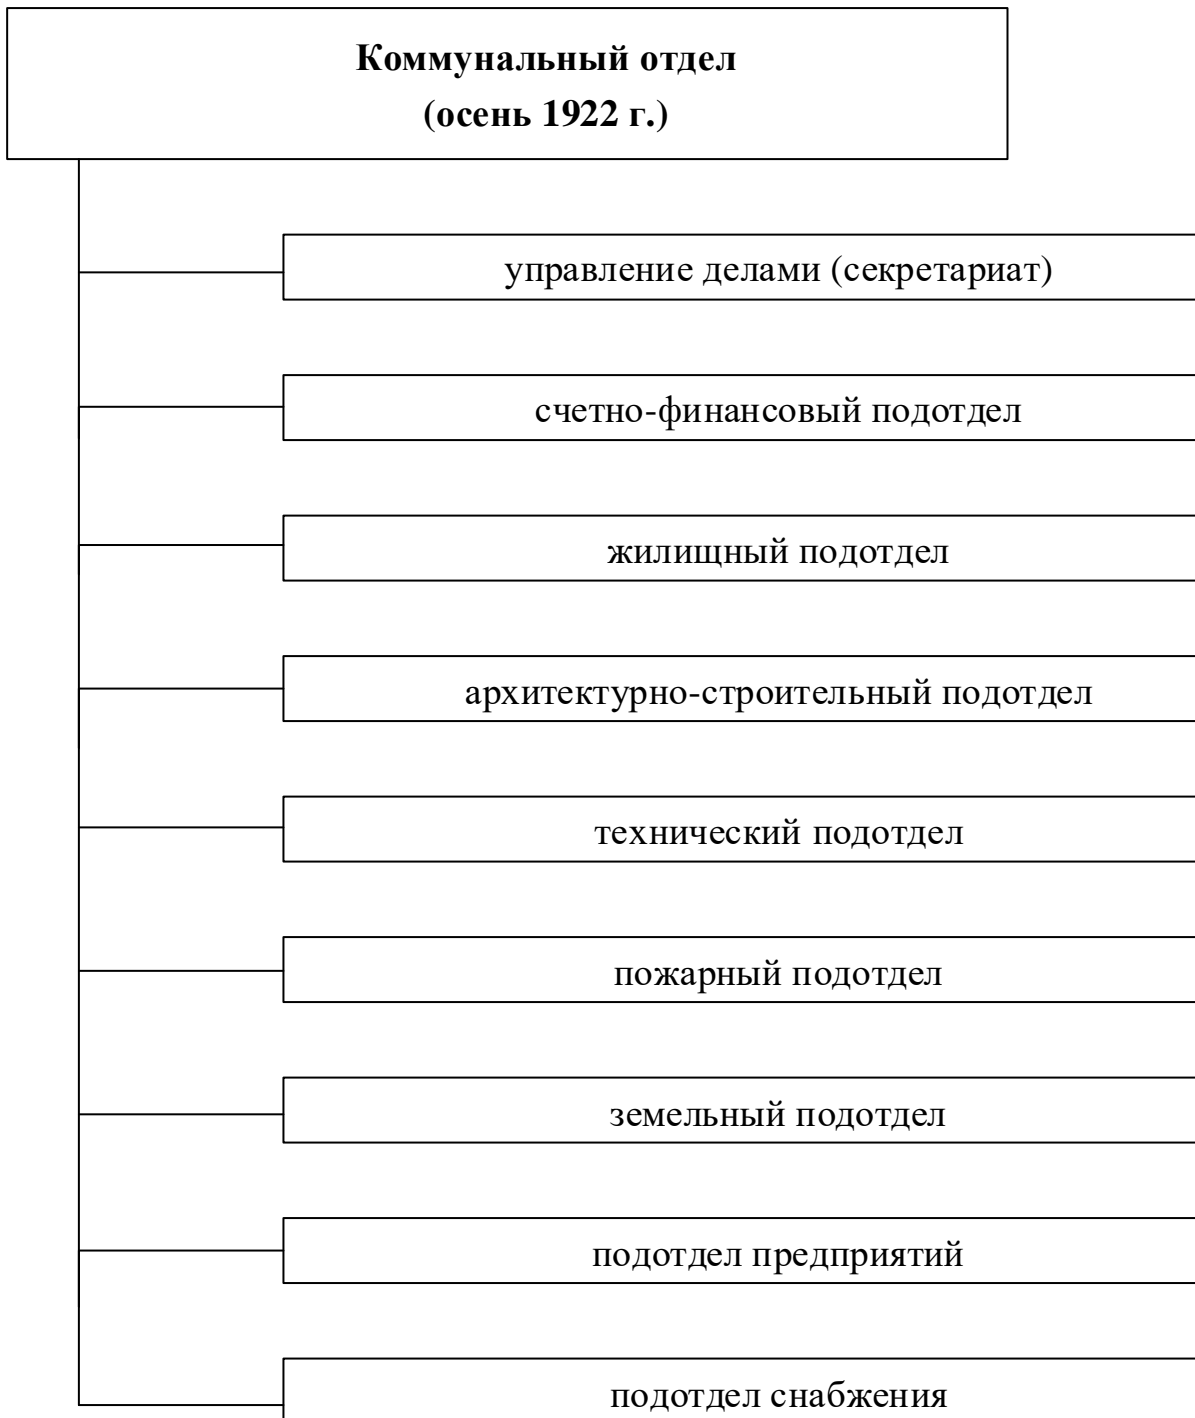 Коммунальный отдел
(осень 1922 г.)
управление делами (секретариат)
счетно-финансовый подотдел
жилищный подотдел
архитектурно-строительный подотдел
технический подотдел
пожарный подотдел
земельный подотдел
подотдел предприятий
подотдел снабжения